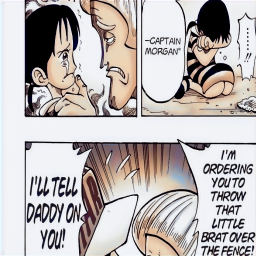 –CAPTAIN
MORGAN"
I'M
ORDERING
YOU TO
THROW
THAT
LITTLE
BRAT OVER
THE FENCE!
I'LL TELL
DADDY ON
YOU!